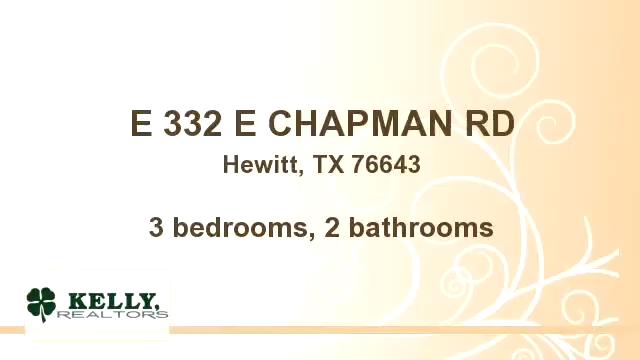 E 332 E CHAPMAN RD
Hewitt, TX 76643
3 bedrooms, 2 bathrooms
KELLY,
REALTORS